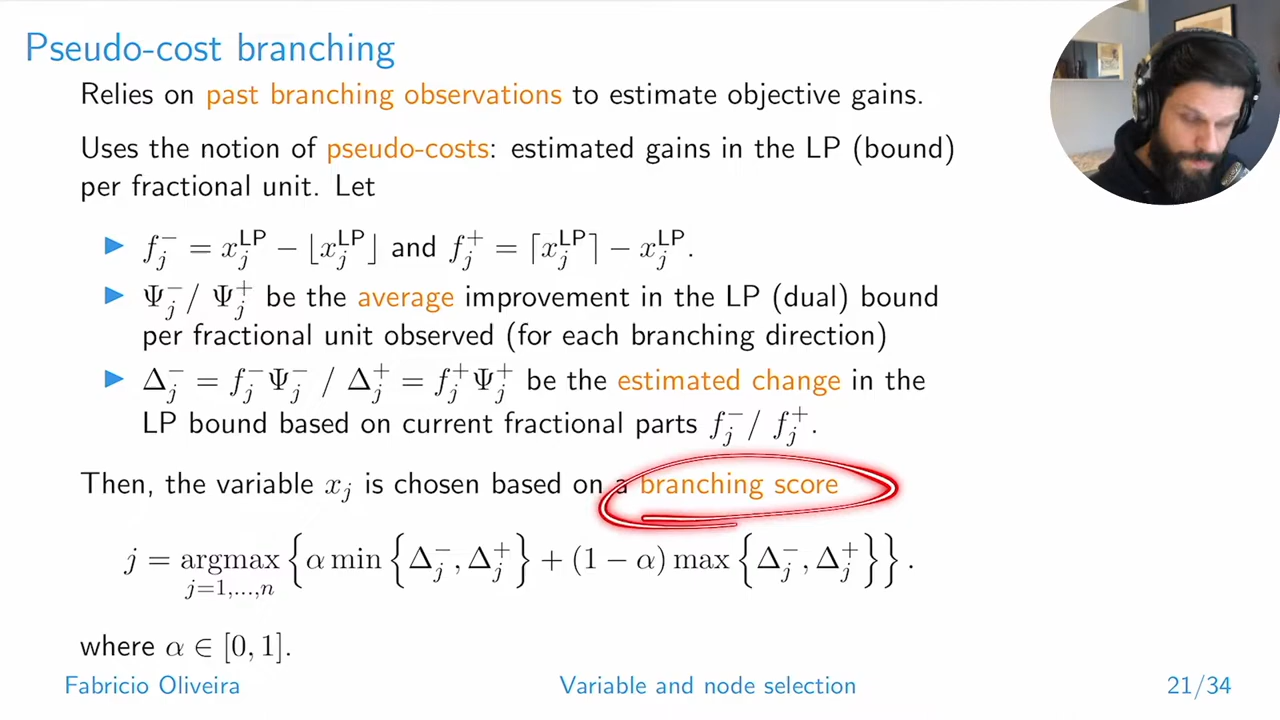 Pseudo-cost branching
Relies on past branching observations to estimate objective gains.
Uses the notion of pseudo-costs: estimated gains in the LP (bound)
per fractional unit. Let
▶ f_j^- = x_j^{LP} − ⌊x_j^{LP}⌋ and f_j^+ = ⌈x_j^{LP}⌉ − x_j^{LP}.
▶ Ψ_j^- / Ψ_j^+ be the average improvement in the LP (dual) bound
per fractional unit observed (for each branching direction)
▶ Δ_j^- = f_j^-Ψ_j^- / Δ_j^+ = f_j^+Ψ_j^+ be the estimated change in the
LP bound based on current fractional parts f_j^- / f_j^+.
Then, the variable x_j is chosen based on a branching score
j = argmax_{j=1,...,n} {α min {Δ_j^-, Δ_j^+} + (1 − α) max {Δ_j^-, Δ_j^+}}.
where α ∈ [0, 1].
Fabricio Oliveira Variable and node selection 21/34